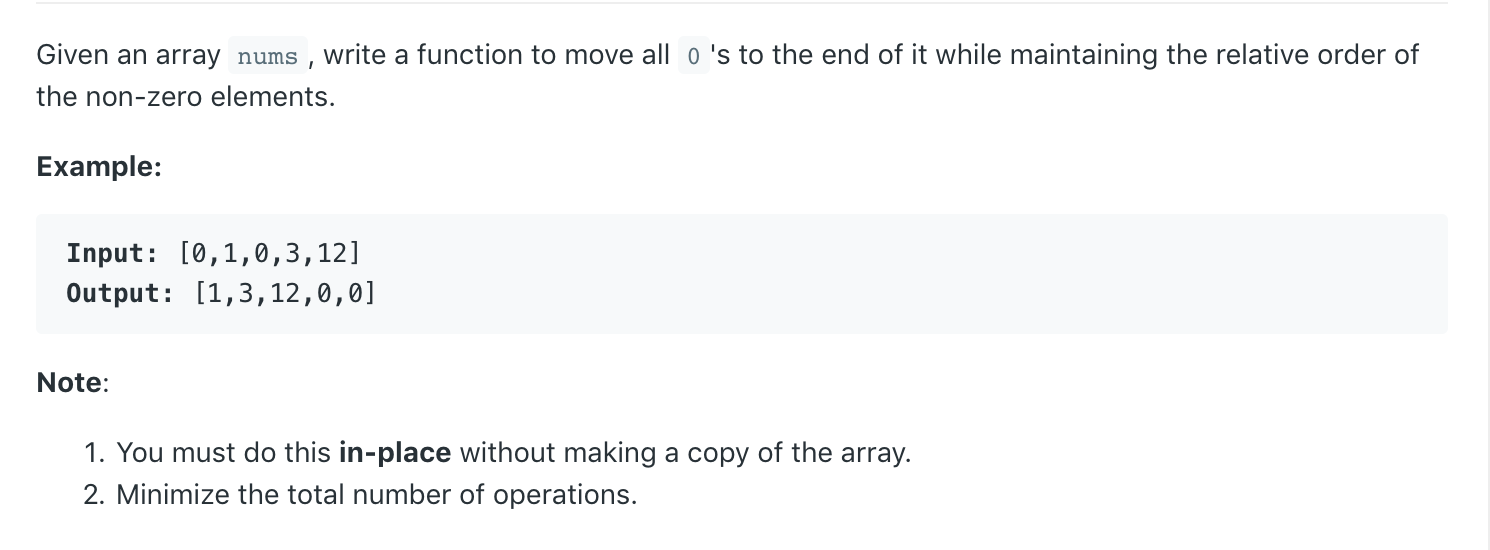 Given an array nums , write a function to move all 0 's to the end of it while maintaining the relative order of
the non-zero elements.
Example:
Input: [0,1,0,3,12]
Output: [1,3,12,0,0]
Note:
1. You must do this in-place without making a copy of the array.
2. Minimize the total number of operations.